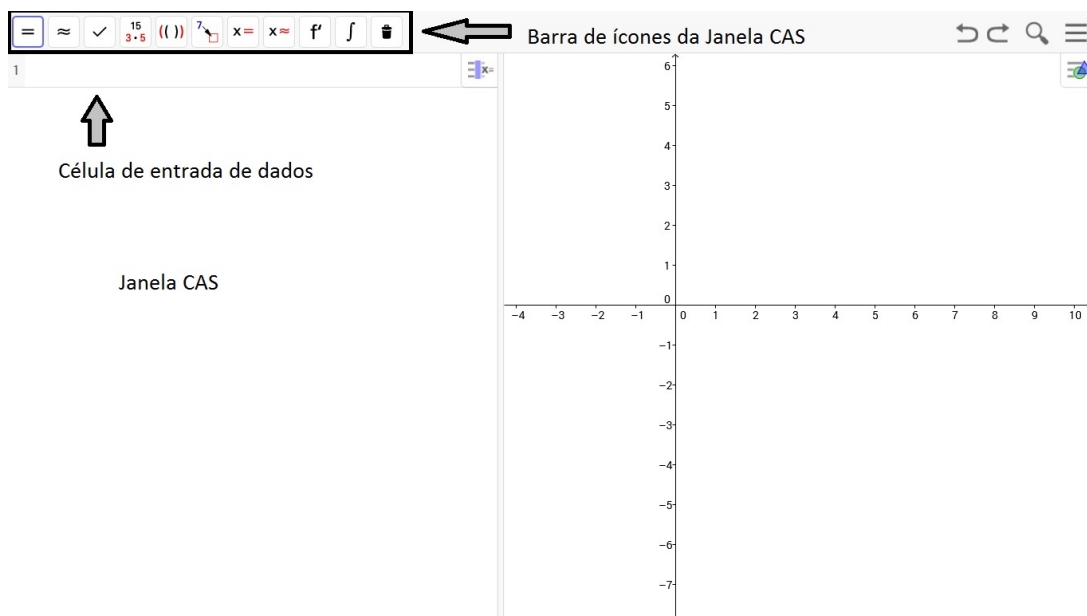 = ≈ ✓ 15 3·5 (( )) 7 x= x≈ f′ ∫
Barra de ícones da Janela CAS
1
x=
Célula de entrada de dados
Janela CAS
6
5
4
3
2
1
0
−4 −3 −2 −1 0 1 2 3 4 5 6 7 8 9 10
−1
−2
−3
−4
−5
−6
−7